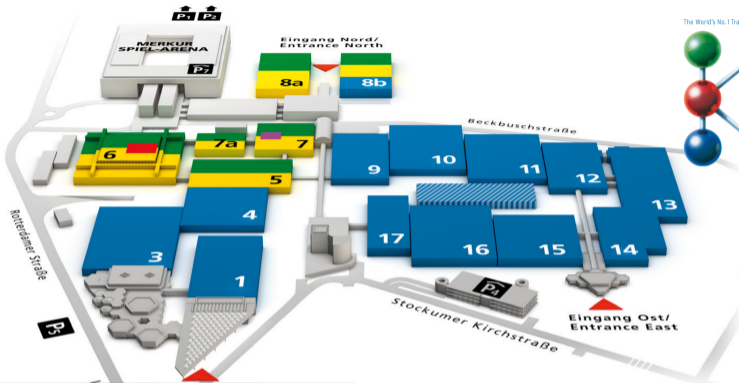 P1 P2
The World's No. 1 Tra
MERKUR
SPIEL-ARENA
P7
Eingang Nord/
Entrance North
8a
8b
Beckbuschstraße
6
7a
7
5
9
10
11
12
13
4
3
1
17
16
15
14
Rotterdamer Straße
P5
P4
Stockumer Kirchstraße
Eingang Ost/
Entrance East